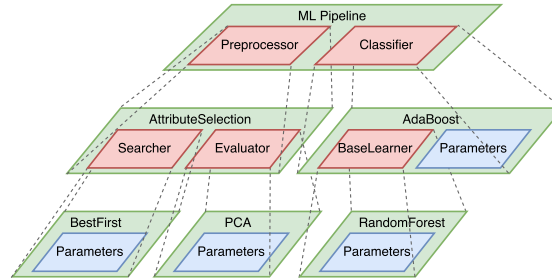 ML Pipeline
Preprocessor Classifier
AttributeSelection AdaBoost
Searcher Evaluator BaseLearner Parameters
BestFirst PCA RandomForest
Parameters Parameters Parameters